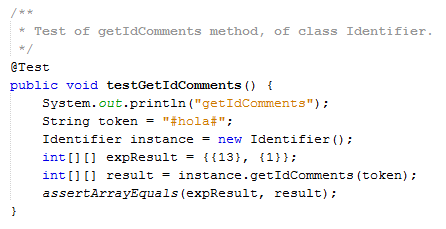 /**
 * Test of getIdComments method, of class Identifier.
 */
@Test
public void testGetIdComments() {
    System.out.println("getIdComments");
    String token = "#hola#";
    Identifier instance = new Identifier();
    int[][] expResult = {{13}, {1}};
    int[][] result = instance.getIdComments(token);
    assertArrayEquals(expResult, result);
}